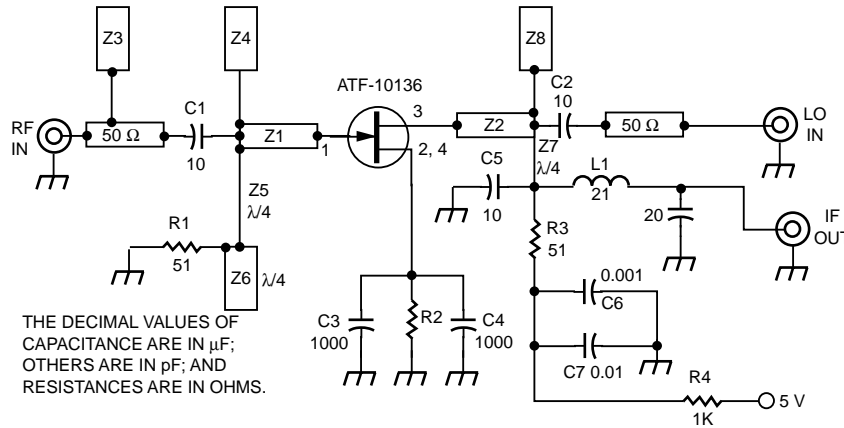 Z3
Z4
Z8
ATF-10136
RF
IN
50 Ω
C1
10
Z1
1
3
2, 4
Z2
C2
10
50 Ω
LO
IN
Z7
λ/4
Z5
λ/4
C5
10
L1
21
20
IF
OUT
R1
51
Z6
λ/4
R3
51
C3
1000
R2
C4
1000
0.001
C6
C7 0.01
R4
1K
5 V
THE DECIMAL VALUES OF
CAPACITANCE ARE IN μF;
OTHERS ARE IN pF; AND
RESISTANCES ARE IN OHMS.